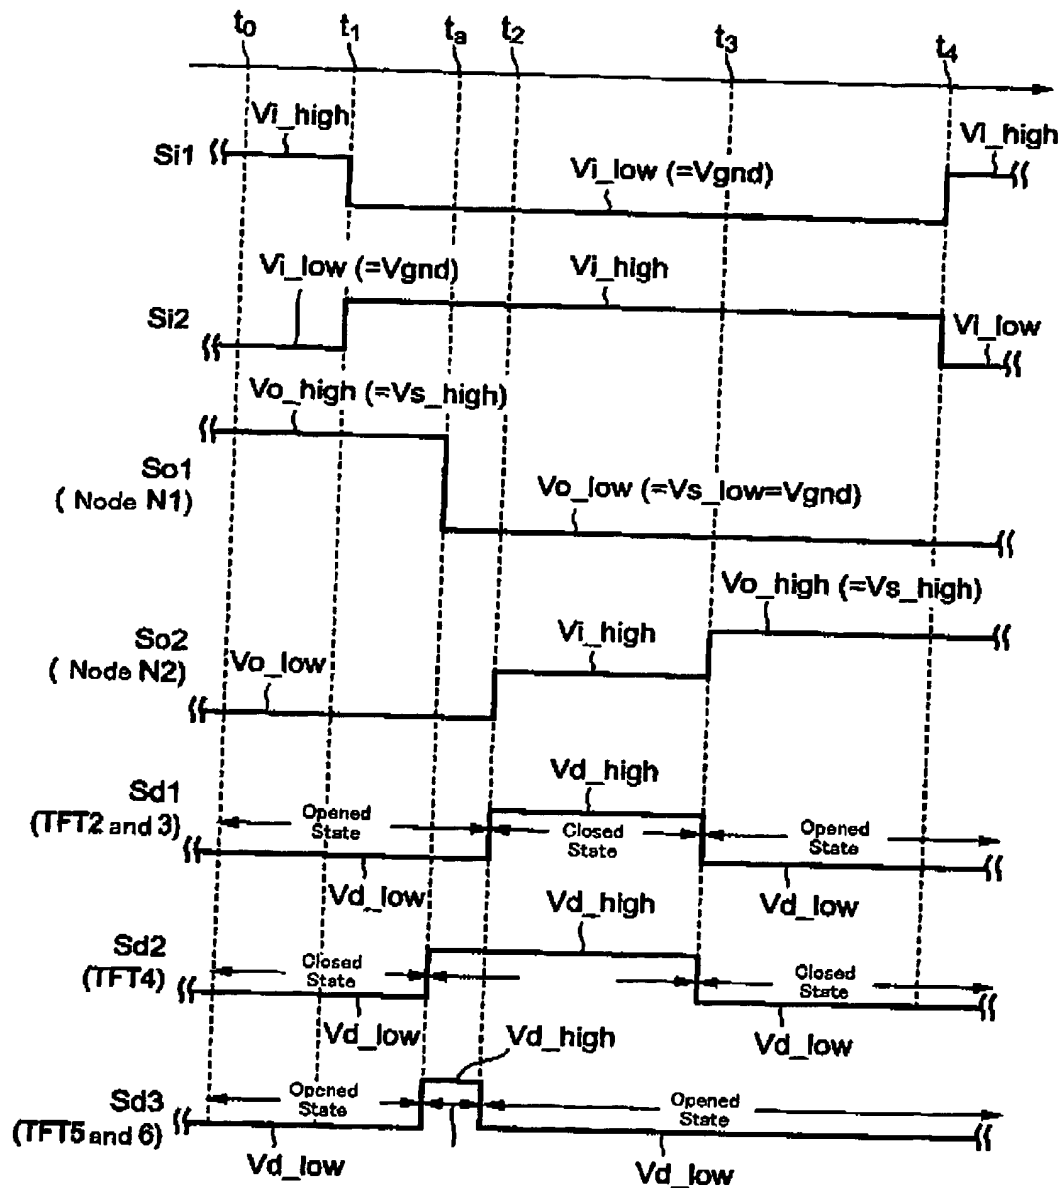 t0 t1 ta t2 t3 t4
Vi_high
Vi_high
Si1
Vi_low (=Vgnd)
Vi_low (=Vgnd)
Vi_high
Si2
Vi_low
Vo_high (=Vs_high)
So1
( Node N1)
Vo_low (=Vs_low=Vgnd)
Vo_high (=Vs_high)
So2
( Node N2)
Vo_low
Vi_high
Sd1
(TFT2 and 3)
Vd_high
Opened
State
Closed
State
Opened
State
Vd_low
Vd_low
Vd_high
Sd2
(TFT4)
Closed
State
Closed
State
Vd_low
Vd_low
Vd_high
Sd3
(TFT5 and 6)
Opened
State
Opened
State
Vd_low
Vd_low